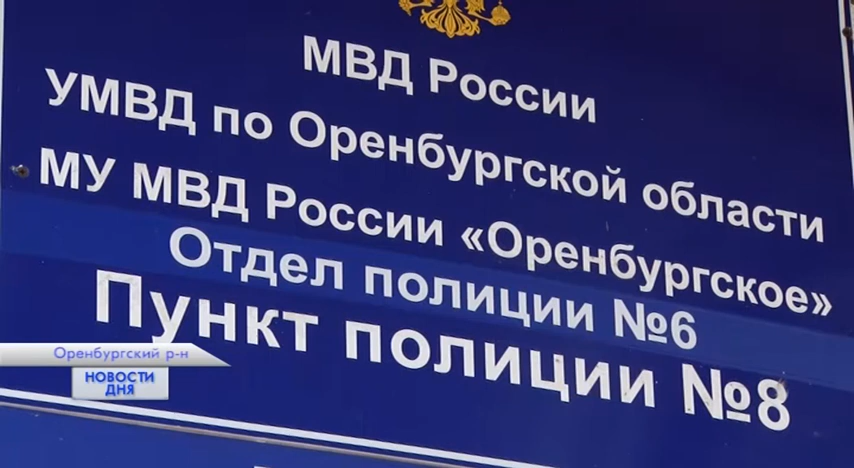 МВД России
УМВД по Оренбургской области
МУ МВД России «Оренбургское»
Отдел полиции №6
Пункт полиции №8
Оренбургский р-н
НОВОСТИ
ДНЯ